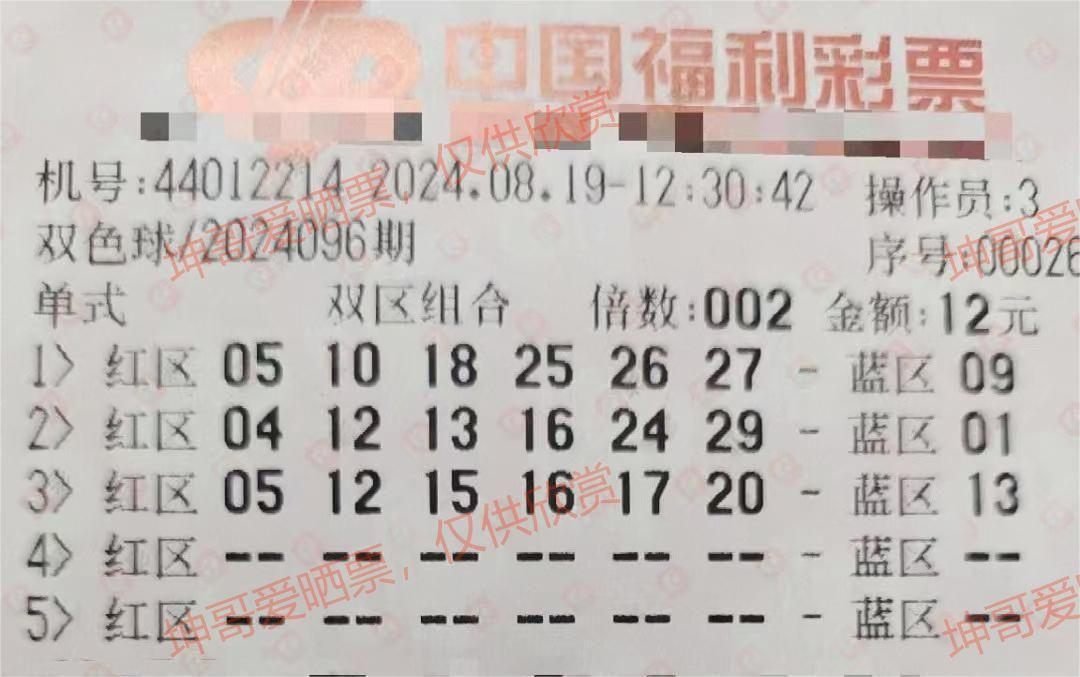 中国福利彩票
机号:44012214 2024.08.19-12:30:42 操作员:3
双色球/2024096期 序号:00026
单式 双区组合 倍数:002 金额:12元
1> 红区 05 10 18 25 26 27 - 蓝区 09
2> 红区 04 12 13 16 24 29 - 蓝区 01
3> 红区 05 12 15 16 17 20 - 蓝区 13
4> 红区 -- -- -- -- -- -- - 蓝区 --
5> 红区 -- -- -- -- -- -- - 蓝区 --
坤哥爱晒票，仅供欣赏
坤哥爱晒票，仅供欣赏
坤哥爱
坤哥爱